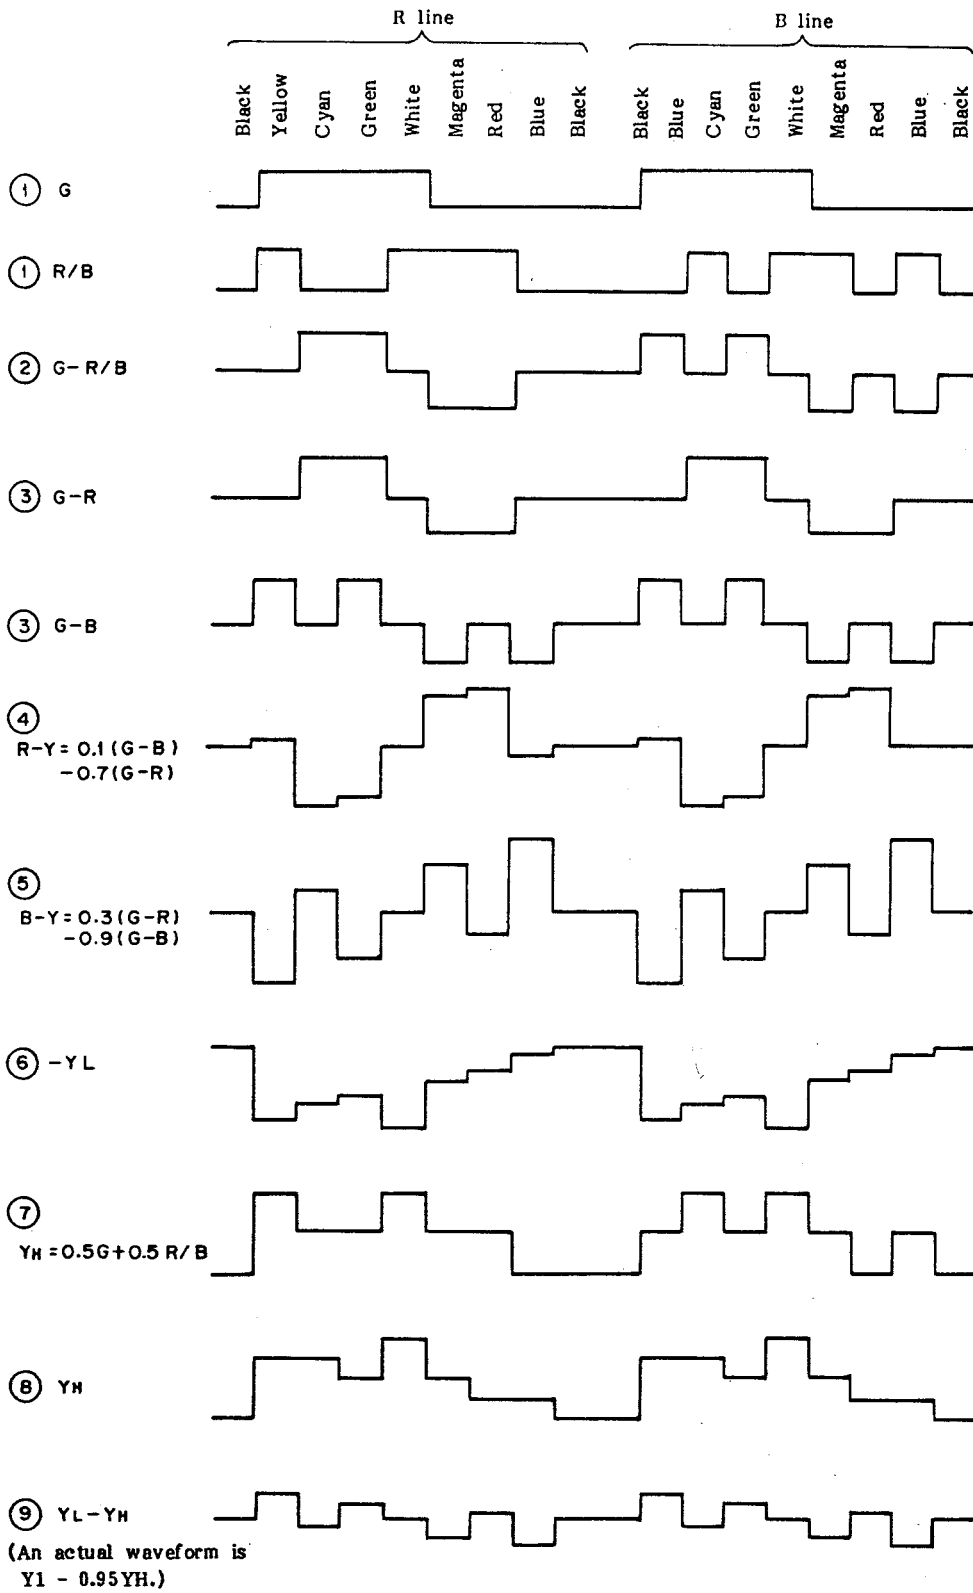 R line B line
Black Yellow Cyan Green White Magenta Red Blue Black Black Blue Cyan Green White Magenta Red Blue Black
① G
① R/B
② G-R/B
③ G-R
③ G-B
④
R-Y=0.1(G-B)
-0.7(G-R)
⑤
B-Y=0.3(G-R)
-0.9(G-B)
⑥ -YL
⑦
YH=0.5G+0.5 R/B
⑧ YH
⑨ YL-YH
(An actual waveform is
Y1 - 0.95YH.)